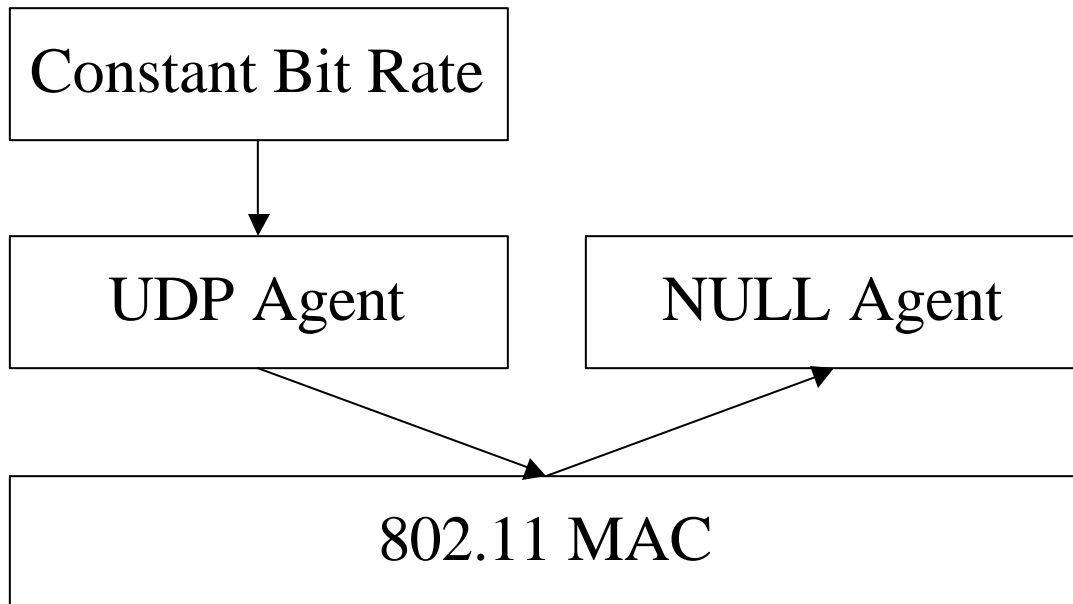 Constant Bit Rate
UDP Agent
NULL Agent
802.11 MAC